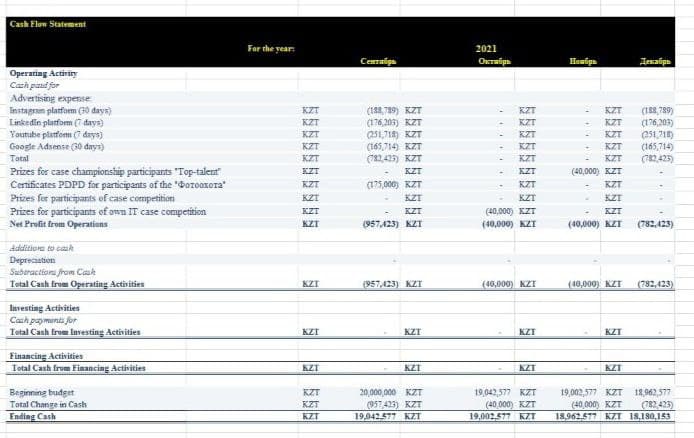 Cash Flow Statement
For the year: 2021
Сентябрь Октябрь Ноябрь Декабрь
Operating Activity
Cash paid for
Advertising expense:
Instagram platform (30 days) KZT (188,789) KZT - KZT - KZT (188,789)
LinkedIn platform (7 days) KZT (176,203) KZT - KZT - KZT (176,203)
Youtube platform (7 days) KZT (251,718) KZT - KZT - KZT (251,718)
Google Adsense (30 days) KZT (165,714) KZT - KZT - KZT (165,714)
Total KZT (782,423) KZT - KZT - KZT (782,423)
Prizes for case championship participants "Top-talent" KZT - KZT - KZT (40,000) KZT -
Certificates PDPD for participants of the "Фотоохота" KZT (175,000) KZT - KZT - KZT -
Prizes for participants of case competition KZT - KZT - KZT - KZT -
Prizes for participants of own IT case competition KZT - KZT (40,000) KZT - KZT -
Net Profit from Operations KZT (957,423) KZT (40,000) KZT (40,000) KZT (782,423)
Additions to cash
Depreciation - - - -
Subtractions from Cash
Total Cash from Operating Activities KZT (957,423) KZT (40,000) KZT (40,000) KZT (782,423)
Investing Activities
Cash payments for
Total Cash from Investing Activities KZT - KZT - KZT - KZT -
Financing Activities
Total Cash from Financing Activities KZT - KZT - KZT - KZT -
Beginning budget KZT 20,000,000 KZT 19,042,577 KZT 19,002,577 KZT 18,962,577
Total Change in Cash KZT (957,423) KZT (40,000) KZT (40,000) KZT (782,423)
Ending Cash KZT 19,042,577 KZT 19,002,577 KZT 18,962,577 KZT 18,180,153